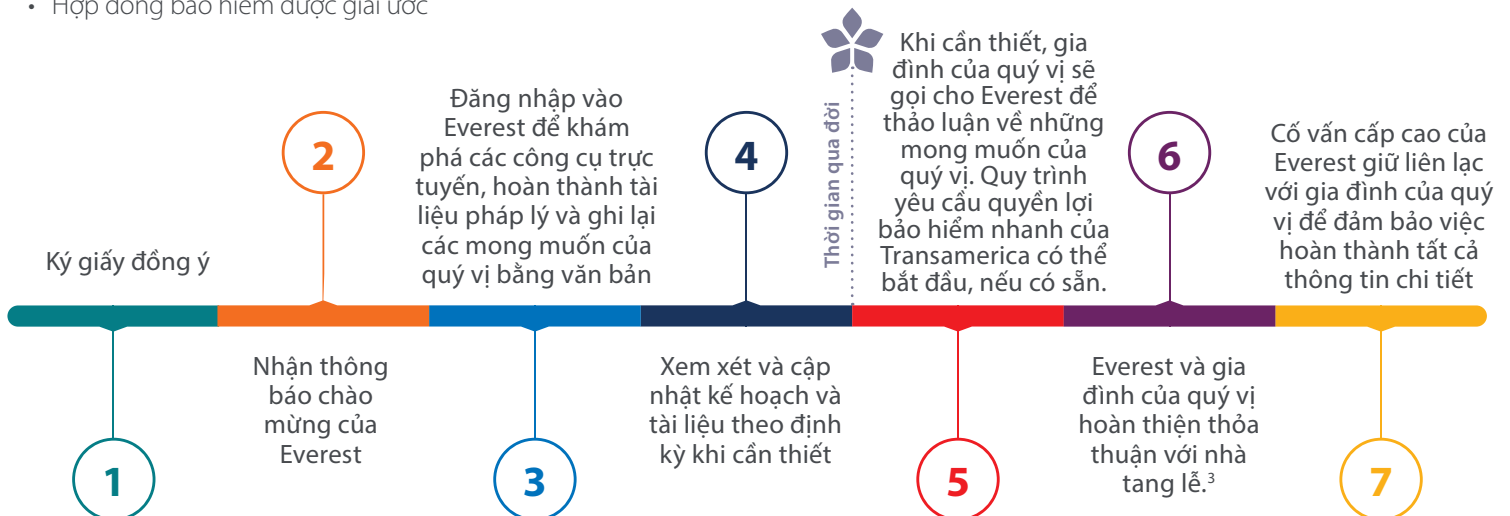 • Hợp đồng bảo hiểm được giải ước
Ký giấy đồng ý
1
2
Nhận thông
báo chào
mừng của
Everest
Đăng nhập vào
Everest để khám
phá các công cụ trực
tuyến, hoàn thành tài
liệu pháp lý và ghi lại
các mong muốn của
quý vị bằng văn bản
3
4
Xem xét và cập
nhật kế hoạch và
tài liệu theo định
kỳ khi cần thiết
Thời gian qua đời
Khi cần thiết, gia
đình của quý vị sẽ
gọi cho Everest để
thảo luận về những
mong muốn của
quý vị. Quy trình
yêu cầu quyền lợi
bảo hiểm nhanh của
Transamerica có thể
bắt đầu, nếu có sẵn.
5
6
Everest và gia
đình của quý vị
hoàn thiện thỏa
thuận với nhà
tang lễ.³
Cố vấn cấp cao của
Everest giữ liên lạc
với gia đình của quý
vị để đảm bảo việc
hoàn thành tất cả
thông tin chi tiết
7